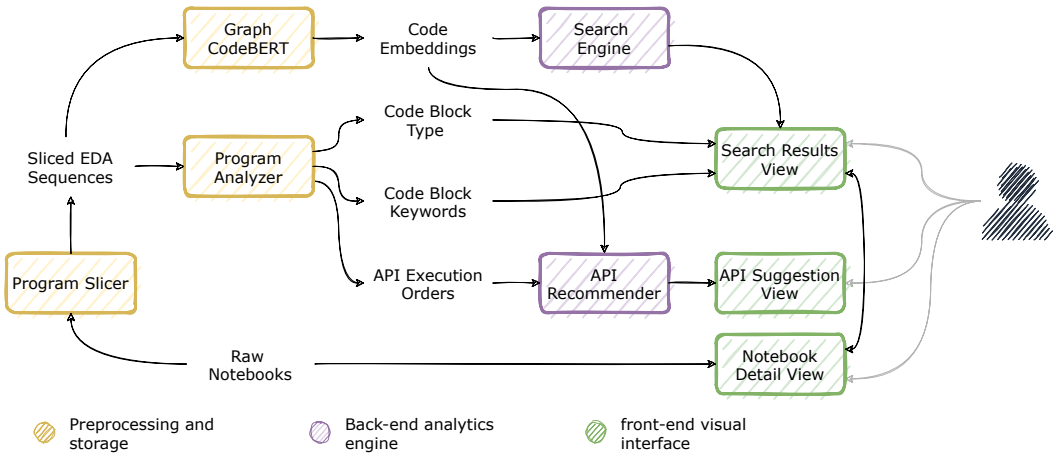 Graph
CodeBERT
Code
Embeddings
Search
Engine
Code Block
Type
Sliced EDA
Sequences
Program
Analyzer
Search Results
View
Code Block
Keywords
Program Slicer
API Execution
Orders
API
Recommender
API Suggestion
View
Raw
Notebooks
Notebook
Detail View
Preprocessing and
storage
Back-end analytics
engine
front-end visual
interface